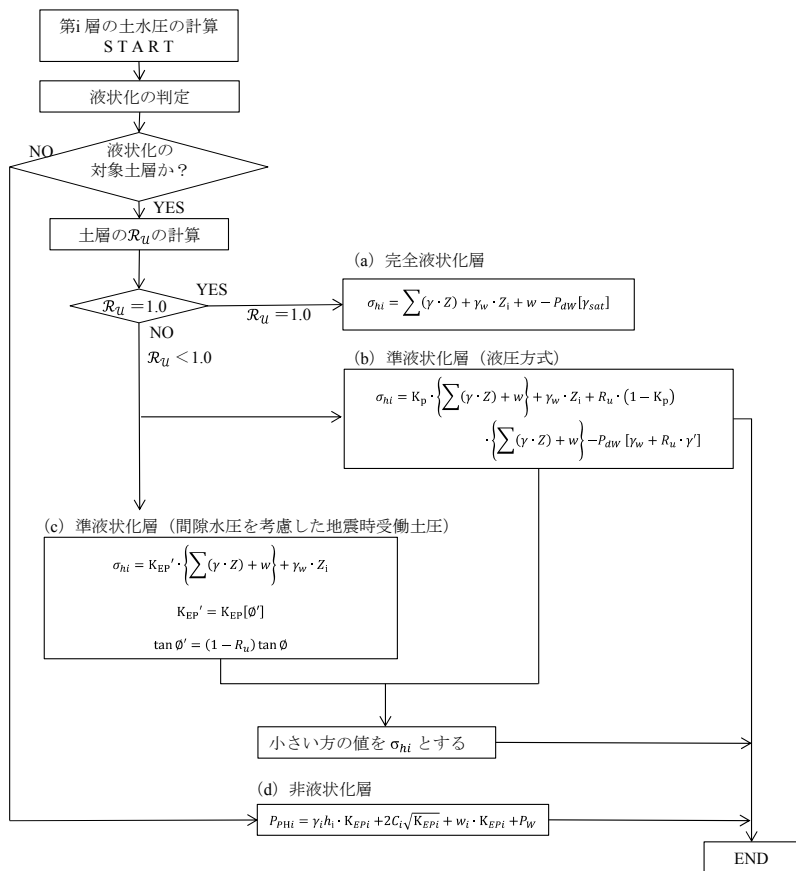 第i 層の土水圧の計算
S T A R T
液状化の判定
NO
液状化の
対象土層か？
YES
土層のℛ𝒰の計算
(a) 完全液状化層
ℛ𝒰＝1.0
YES
ℛ𝒰＝1.0
σhi = ∑(γ・Z) + γw・Zi + w − PdW[γsat]
NO
ℛ𝒰＜1.0
(b) 準液状化層（液圧方式）
σhi = Kp・{∑(γ・Z) + w} + γw・Zi + Ru・(1 − Kp)
・{∑(γ・Z) + w} −PdW [γw + Ru・γ′]
(c) 準液状化層（間隙水圧を考慮した地震時受働土圧）
σhi = KEP′・{∑(γ・Z) + w} + γw・Zi
KEP′ = KEP[∅′]
tan ∅′ = (1 − Ru) tan ∅
小さい方の値を σhi とする
(d) 非液状化層
PPHi = γihi・KEPi +2Ci√KEPi + wi・KEPi +PW
END